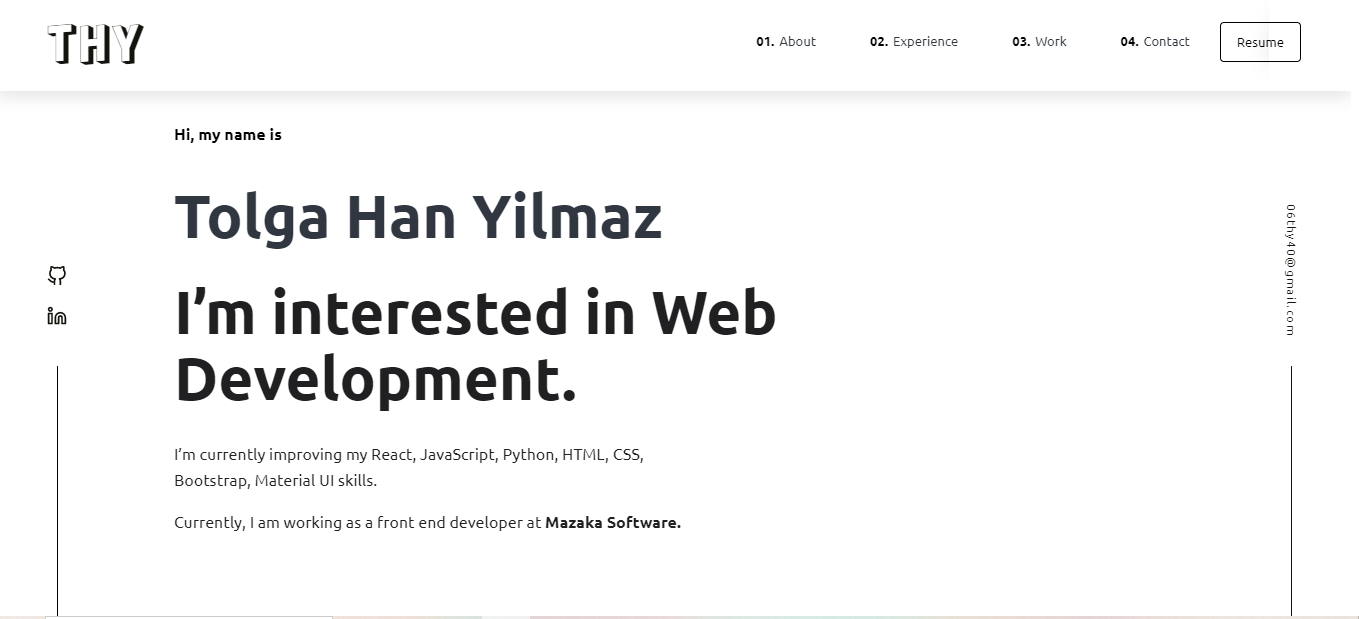 THY
01. About 02. Experience 03. Work 04. Contact Resume
Hi, my name is
Tolga Han Yilmaz
I’m interested in Web
Development.
I’m currently improving my React, JavaScript, Python, HTML, CSS,
Bootstrap, Material UI skills.
Currently, I am working as a front end developer at Mazaka Software.
06thy40@gmail.com